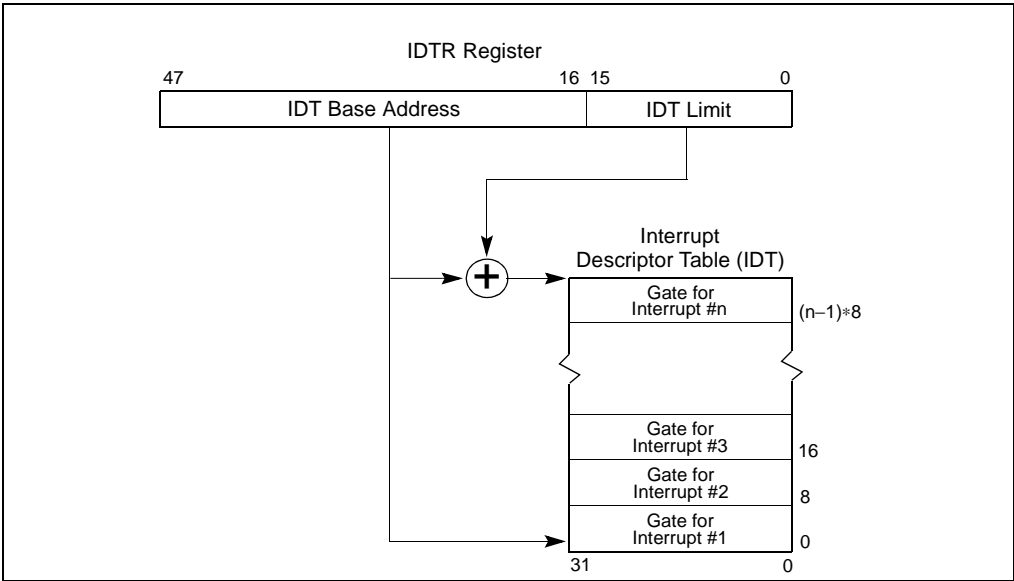 IDTR Register
47 16 15 0
IDT Base Address IDT Limit
Interrupt
Descriptor Table (IDT)
Gate for
Interrupt #n
(n–1)∗8
Gate for
Interrupt #3
16
Gate for
Interrupt #2
8
Gate for
Interrupt #1
0
31 0